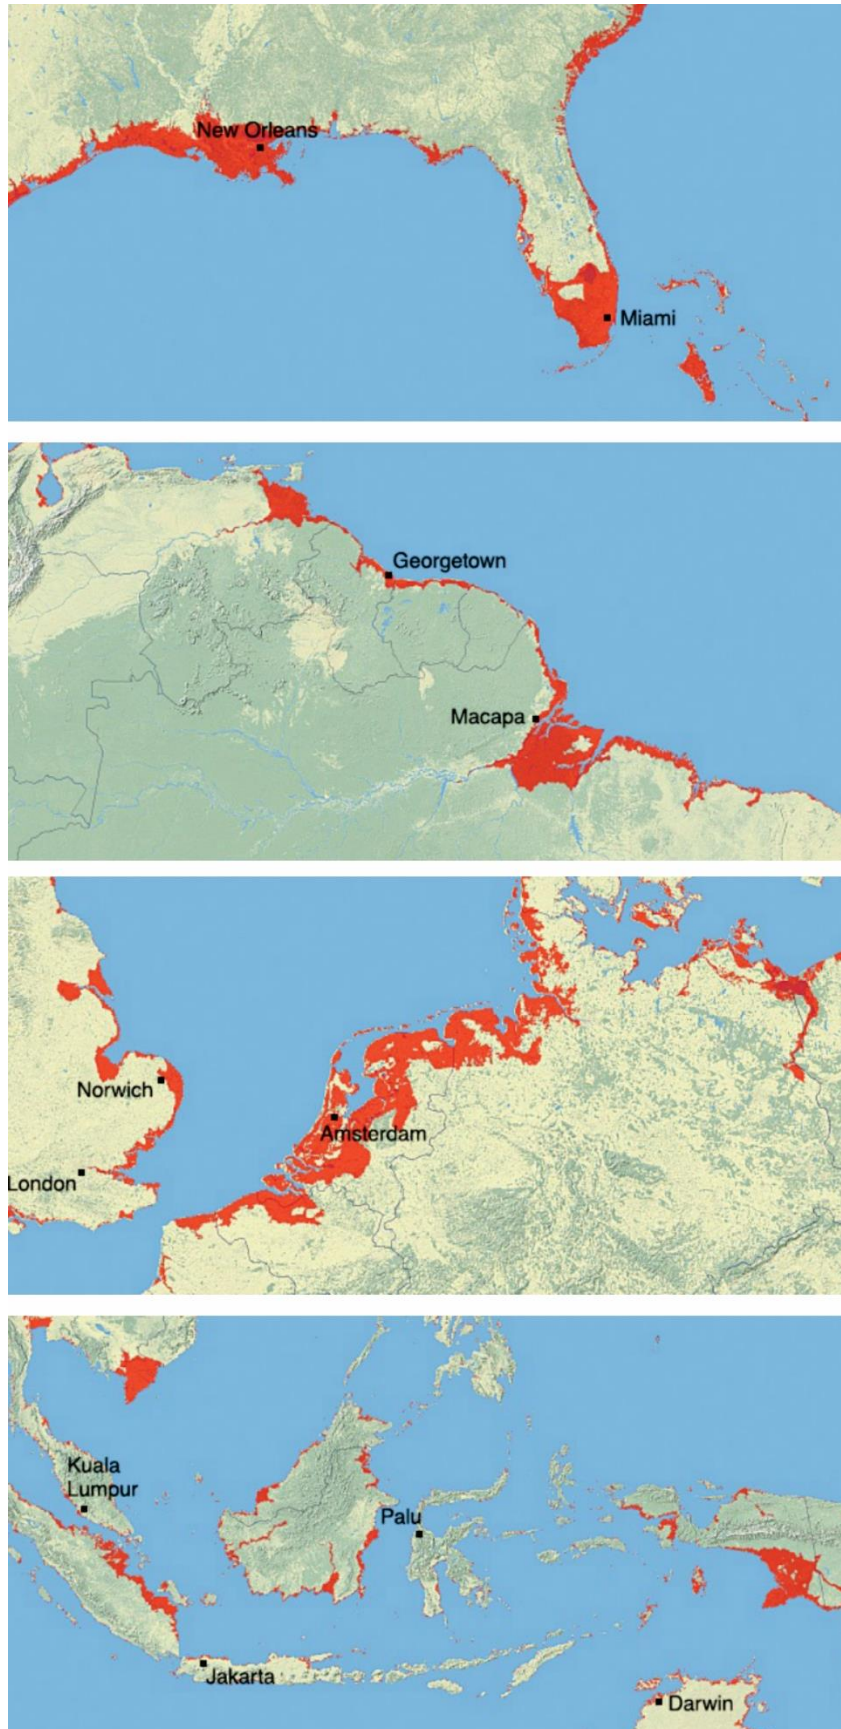 New Orleans
Miami
Georgetown
Macapa
Norwich
Amsterdam
London
Kuala
Lumpur
Palu
Jakarta
Darwin